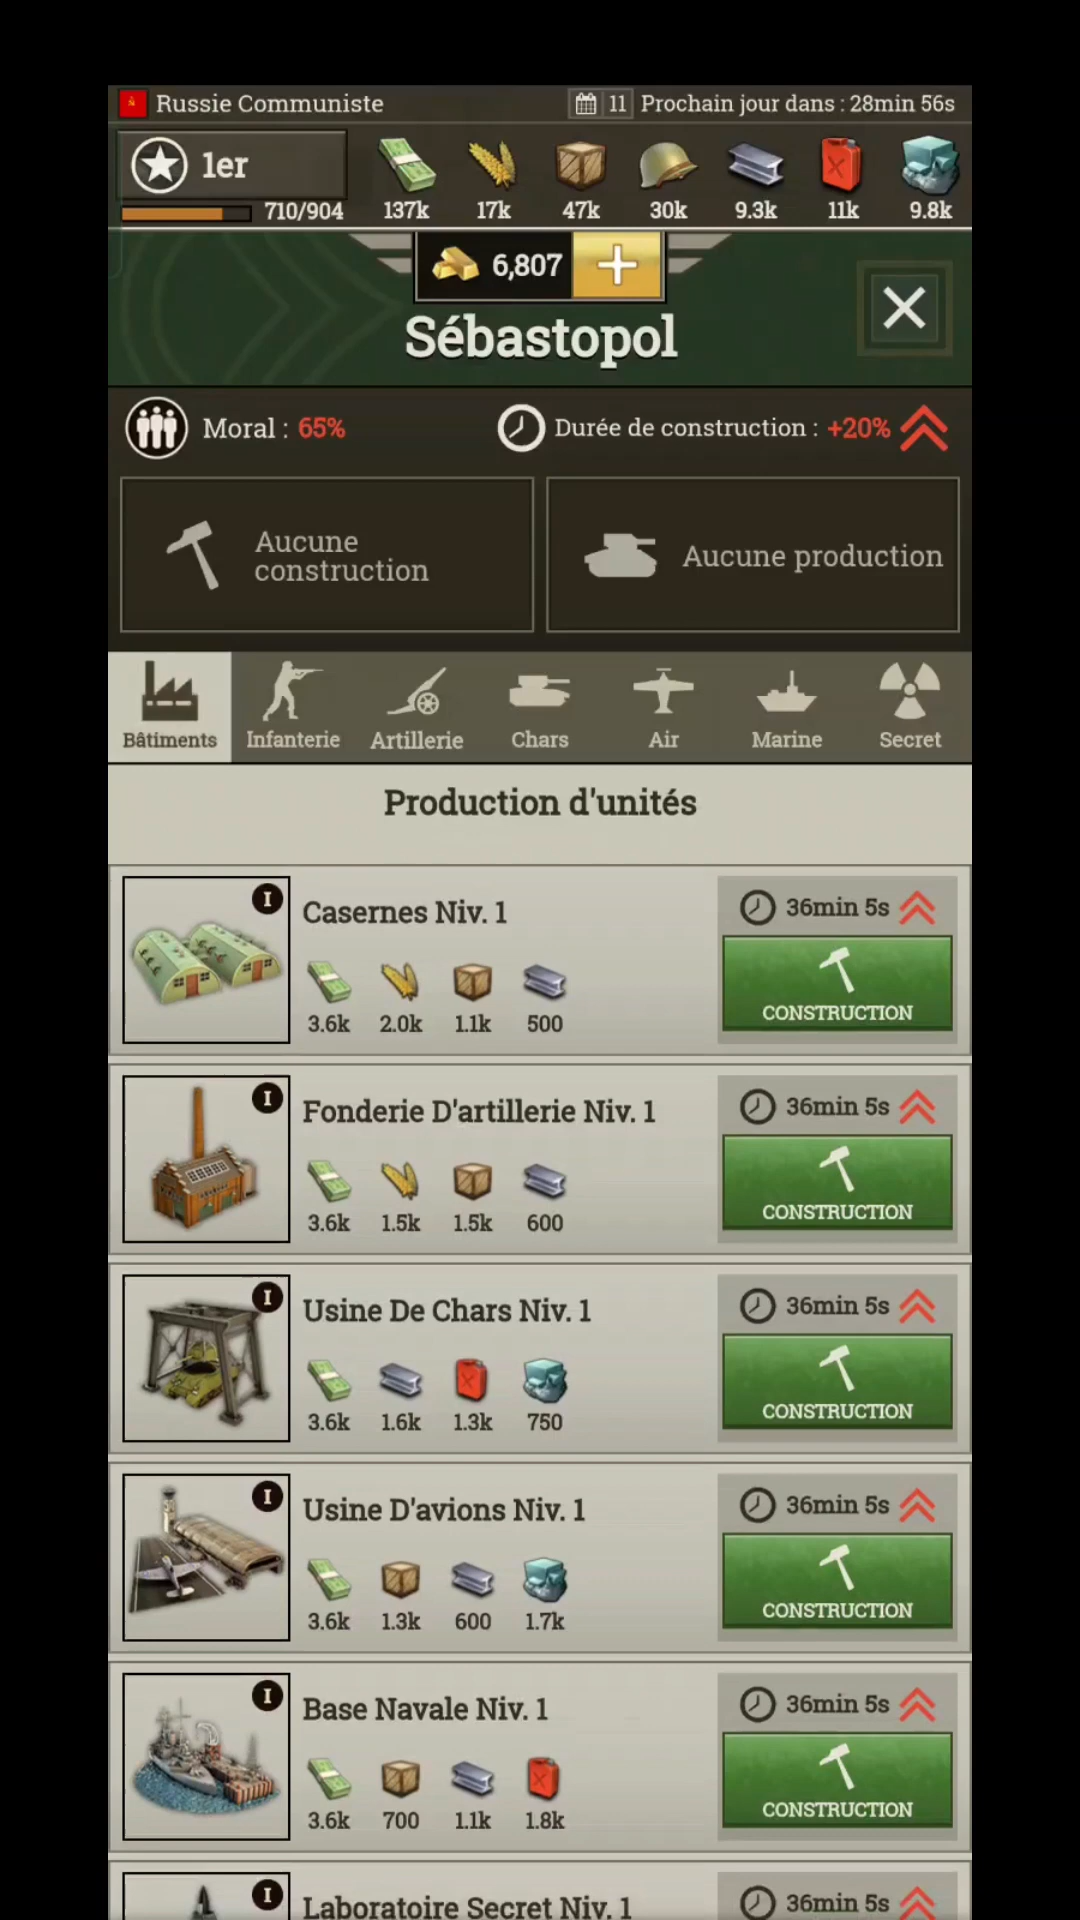 Russie Communiste
11 Prochain jour dans : 28min 56s
1er
710/904
137k 17k 47k 30k 9.3k 11k 9.8k
6,807
Sébastopol
Moral : 65%
Durée de construction : +20%
Aucune
construction
Aucune production
Bâtiments Infanterie Artillerie Chars Air Marine Secret
Production d'unités
I
Casernes Niv. 1
3.6k 2.0k 1.1k 500
36min 5s
CONSTRUCTION
I
Fonderie D'artillerie Niv. 1
3.6k 1.5k 1.5k 600
36min 5s
CONSTRUCTION
I
Usine De Chars Niv. 1
3.6k 1.6k 1.3k 750
36min 5s
CONSTRUCTION
I
Usine D'avions Niv. 1
3.6k 1.3k 600 1.7k
36min 5s
CONSTRUCTION
I
Base Navale Niv. 1
3.6k 700 1.1k 1.8k
36min 5s
CONSTRUCTION
I
Laboratoire Secret Niv. 1
36min 5s